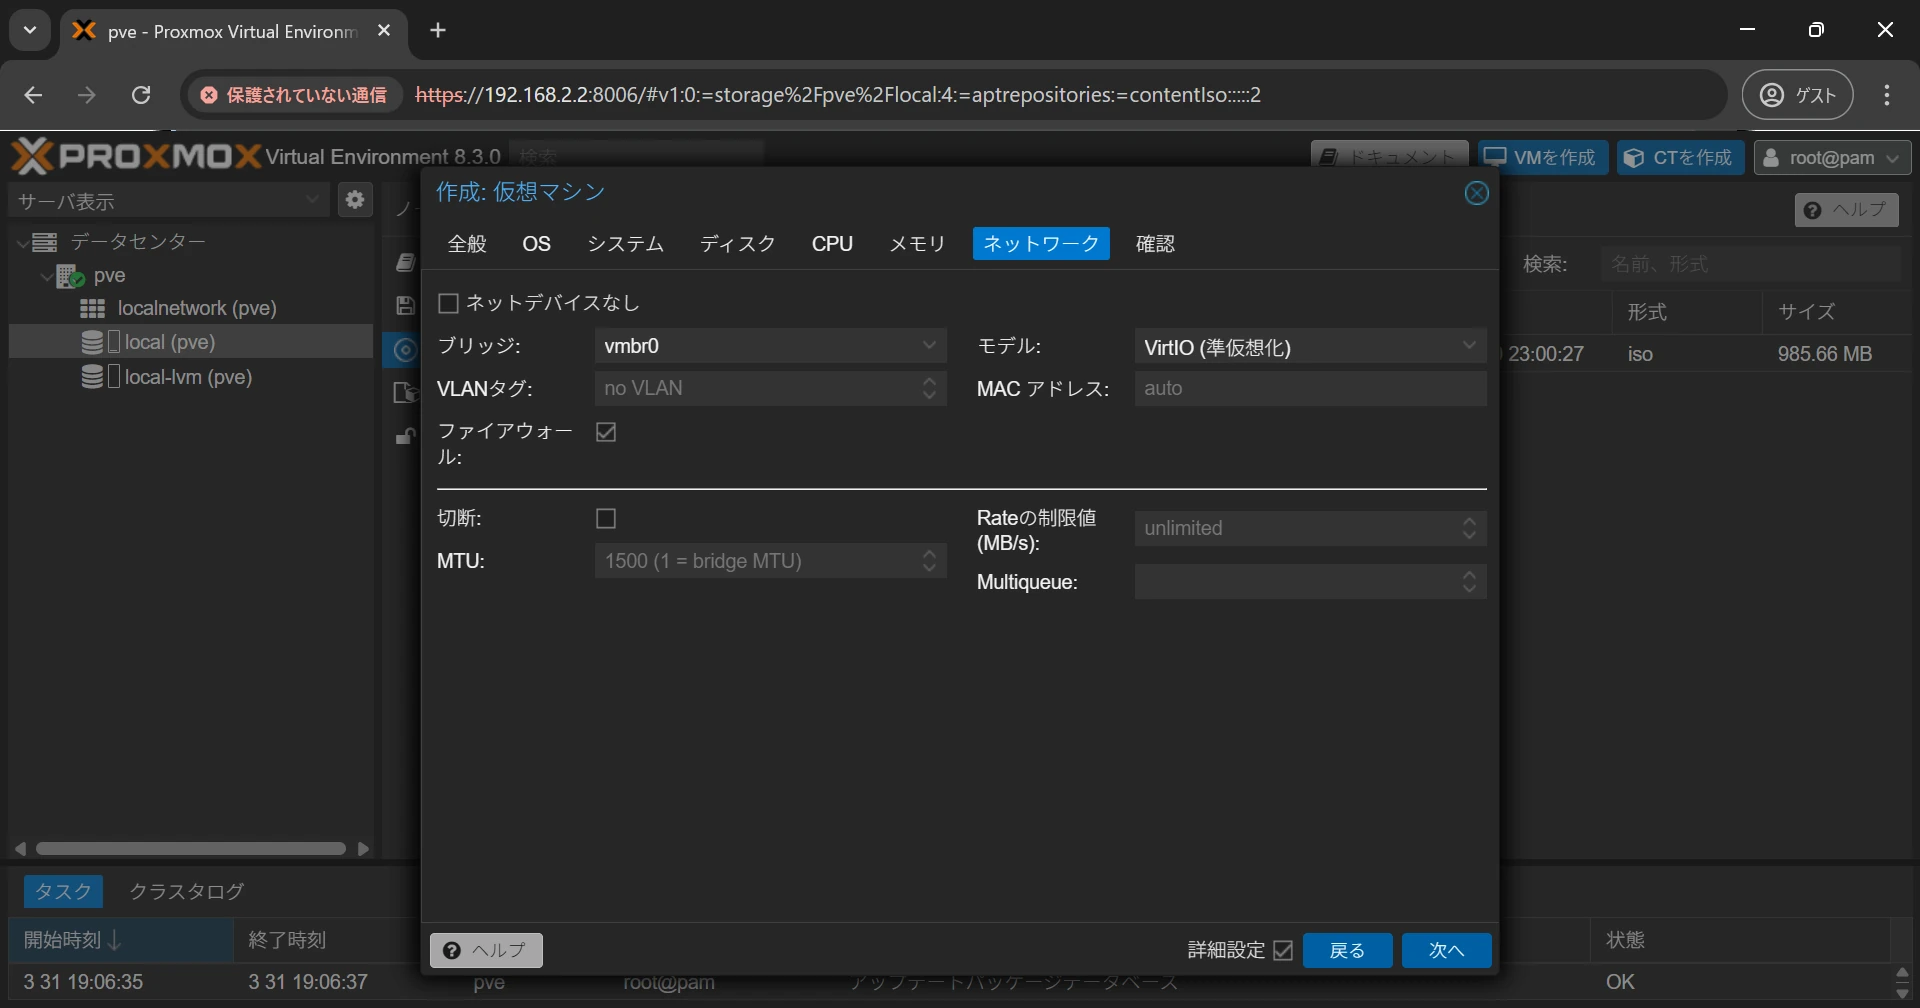 pve - Proxmox Virtual Environm
保護されていない通信
https://192.168.2.2:8006/#v1:0:=storage%2Fpve%2Flocal:4:=aptrepositories:=contentIso:::::2
ゲスト
PROXMOX Virtual Environment 8.3.0
検索
ドキュメント
VMを作成
CTを作成
root@pam
サーバ表示
ノー
作成: 仮想マシン
ヘルプ
データセンター
pve
localnetwork (pve)
local (pve)
local-lvm (pve)
全般 OS システム ディスク CPU メモリ ネットワーク 確認
検索: 名前、形式
形式 サイズ
23:00:27 iso 985.66 MB
ネットデバイスなし
ブリッジ: vmbr0
モデル: VirtIO (準仮想化)
VLANタグ: no VLAN
MAC アドレス: auto
ファイアウォー
ル:
切断:
Rateの制限値
(MB/s):
unlimited
MTU: 1500 (1 = bridge MTU)
Multiqueue:
ヘルプ
詳細設定
戻る
次へ
タスク クラスタログ
開始時刻 終了時刻 状態
3 31 19:06:35 3 31 19:06:37 pve root@pam アップデートパッケージデータベース OK